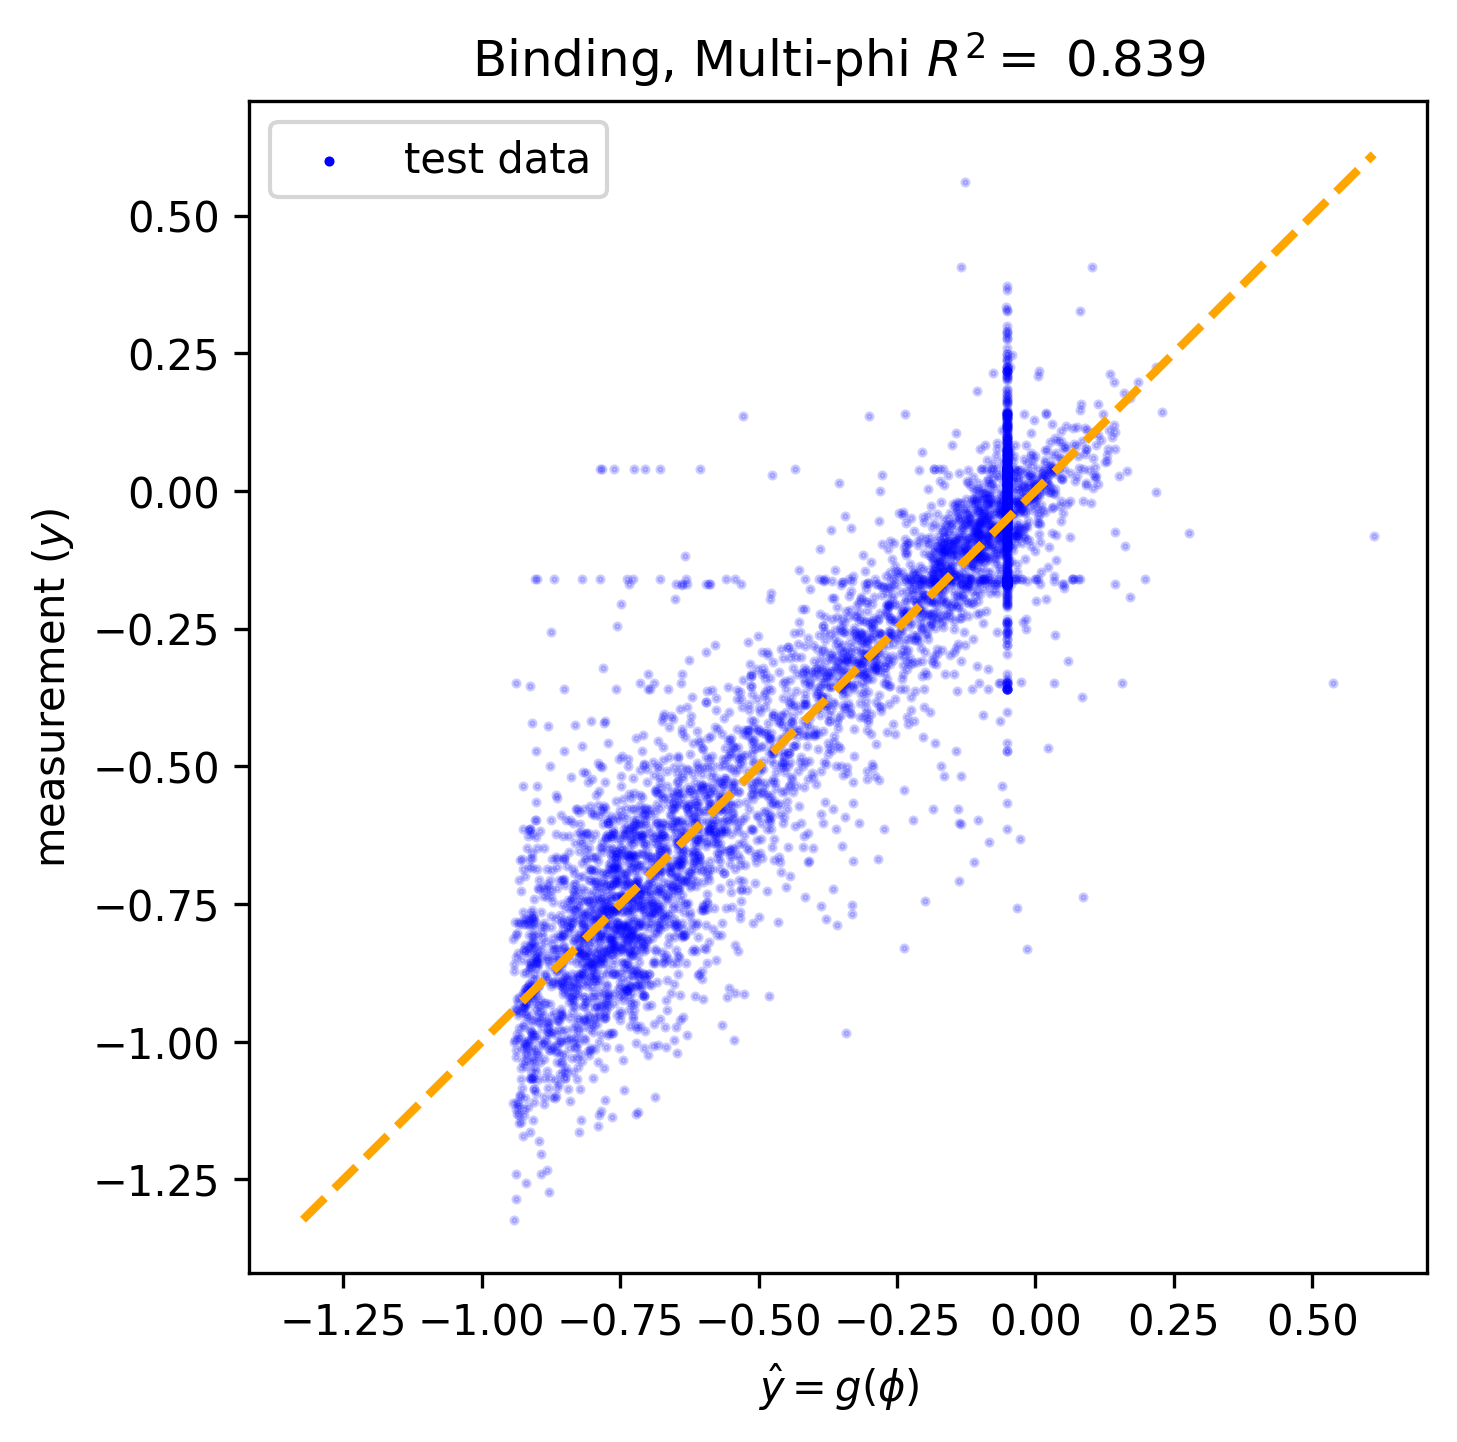 Binding, Multi-phi R² = 0.839
test data
0.50
0.25
0.00
−0.25
−0.50
−0.75
−1.00
−1.25
measurement (y)
−1.25 −1.00 −0.75 −0.50 −0.25 0.00 0.25 0.50
ŷ = g(ϕ)